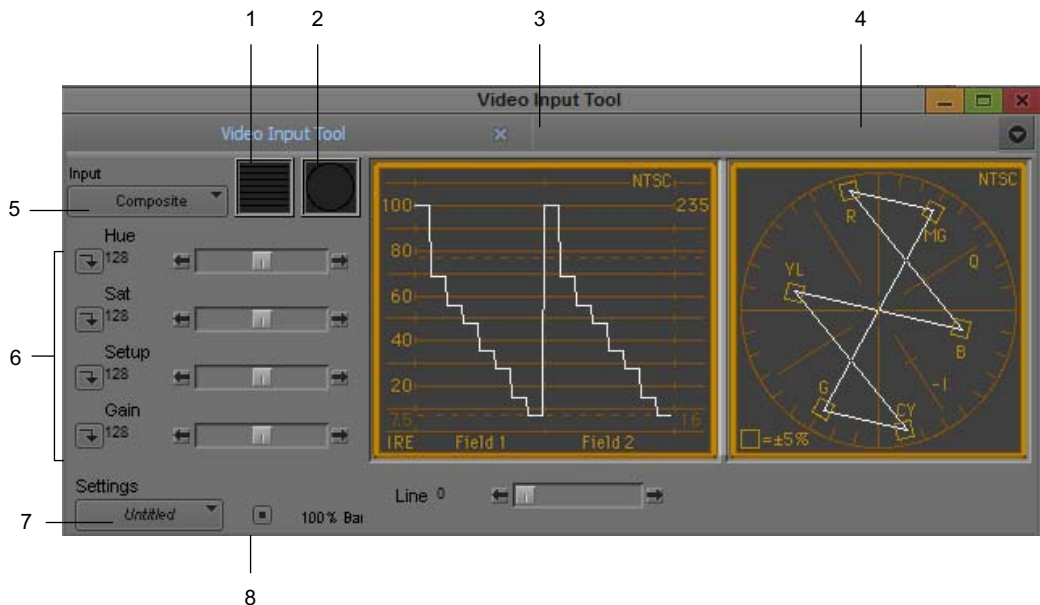 1 2 3 4
Video Input Tool
Video Input Tool
Input
Composite
5
Hue
128
Sat
128
6
Setup
128
Gain
128
NTSC
100 235
80
60
40
20
7.5 16
IRE Field 1 Field 2
NTSC
R MG
Q
YL
B
-I
G CY
=±5%
Settings
Untitled
7
100% Bar
Line 0
8